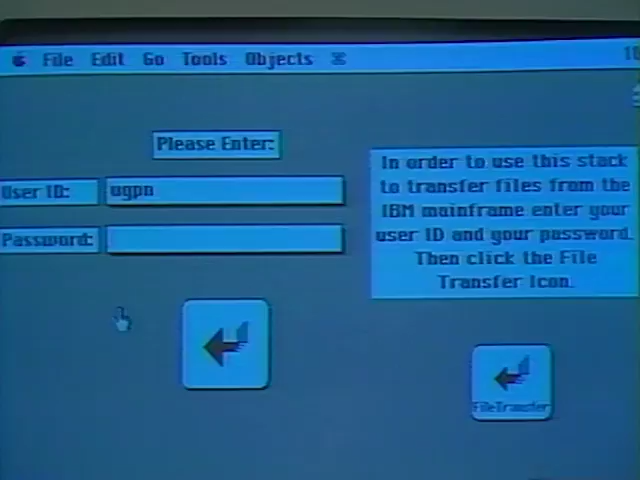 File Edit Go Tools Objects
Please Enter:
User ID:
ugpn
Password:
In order to use this stack
to transfer files from the
IBM mainframe enter your
user ID and your password.
Then click the File
Transfer Icon.
FileTransfer